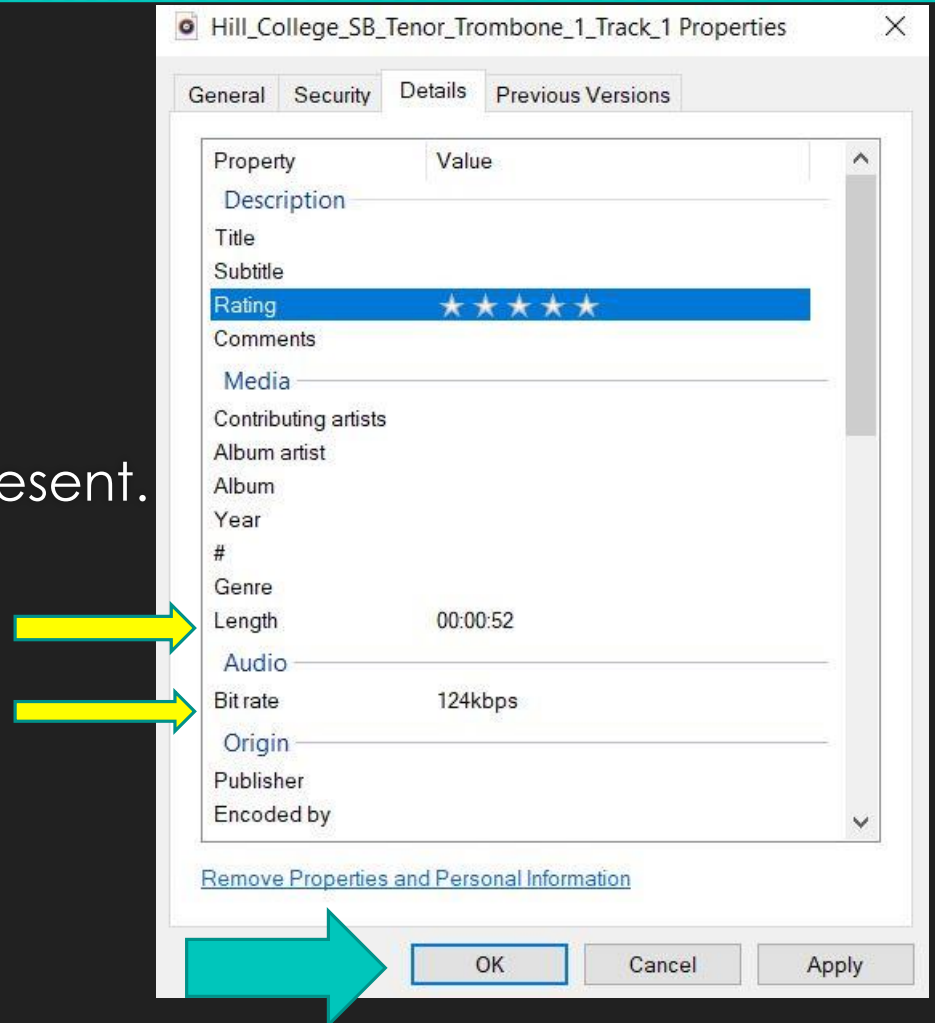 Hill_College_SB_Tenor_Trombone_1_Track_1 Properties
General Security Details Previous Versions
Property Value
Description
Title
Subtitle
Rating
Comments
Media
Contributing artists
Album artist
esent.
Album
Year
#
Genre
Length 00:00:52
Audio
Bit rate 124kbps
Origin
Publisher
Encoded by
Remove Properties and Personal Information
OK Cancel Apply